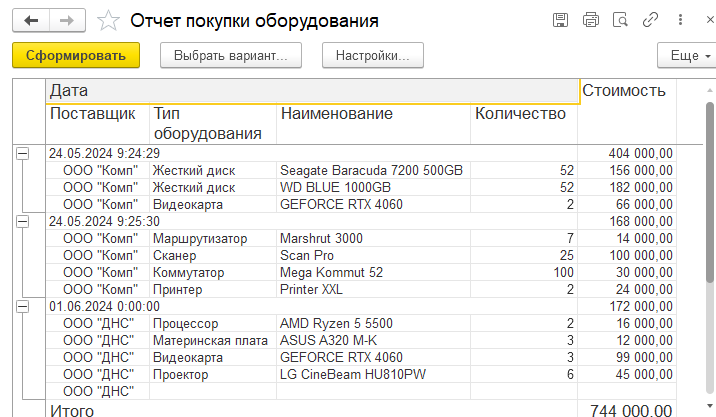 Отчет покупки оборудования
Сформировать Выбрать вариант... Настройки... Еще
Дата Стоимость
Поставщик Тип оборудования Наименование Количество
24.05.2024 9:24:29 404 000,00
ООО "Комп" Жесткий диск Seagate Baracuda 7200 500GB 52 156 000,00
ООО "Комп" Жесткий диск WD BLUE 1000GB 52 182 000,00
ООО "Комп" Видеокарта GEFORCE RTX 4060 2 66 000,00
24.05.2024 9:25:30 168 000,00
ООО "Комп" Маршрутизатор Marshrut 3000 7 14 000,00
ООО "Комп" Сканер Scan Pro 25 100 000,00
ООО "Комп" Коммутатор Mega Kommut 52 100 30 000,00
ООО "Комп" Принтер Printer XXL 2 24 000,00
01.06.2024 0:00:00 172 000,00
ООО "ДНС" Процессор AMD Ryzen 5 5500 2 16 000,00
ООО "ДНС" Материнская плата ASUS A320 M-K 3 12 000,00
ООО "ДНС" Видеокарта GEFORCE RTX 4060 3 99 000,00
ООО "ДНС" Проектор LG CineBeam HU810PW 6 45 000,00
ООО "ДНС"
Итого 744 000,00